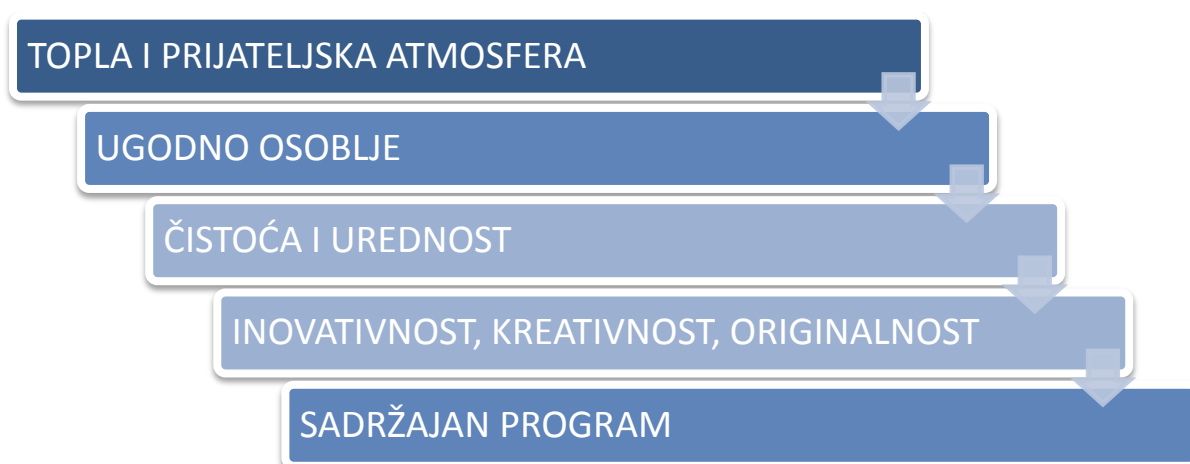 TOPLA I PRIJATELJSKA ATMOSFERA
UGODNO OSOBLJE
ČISTOĆA I UREDNOST
INOVATIVNOST, KREATIVNOST, ORIGINALNOST
SADRŽAJAN PROGRAM